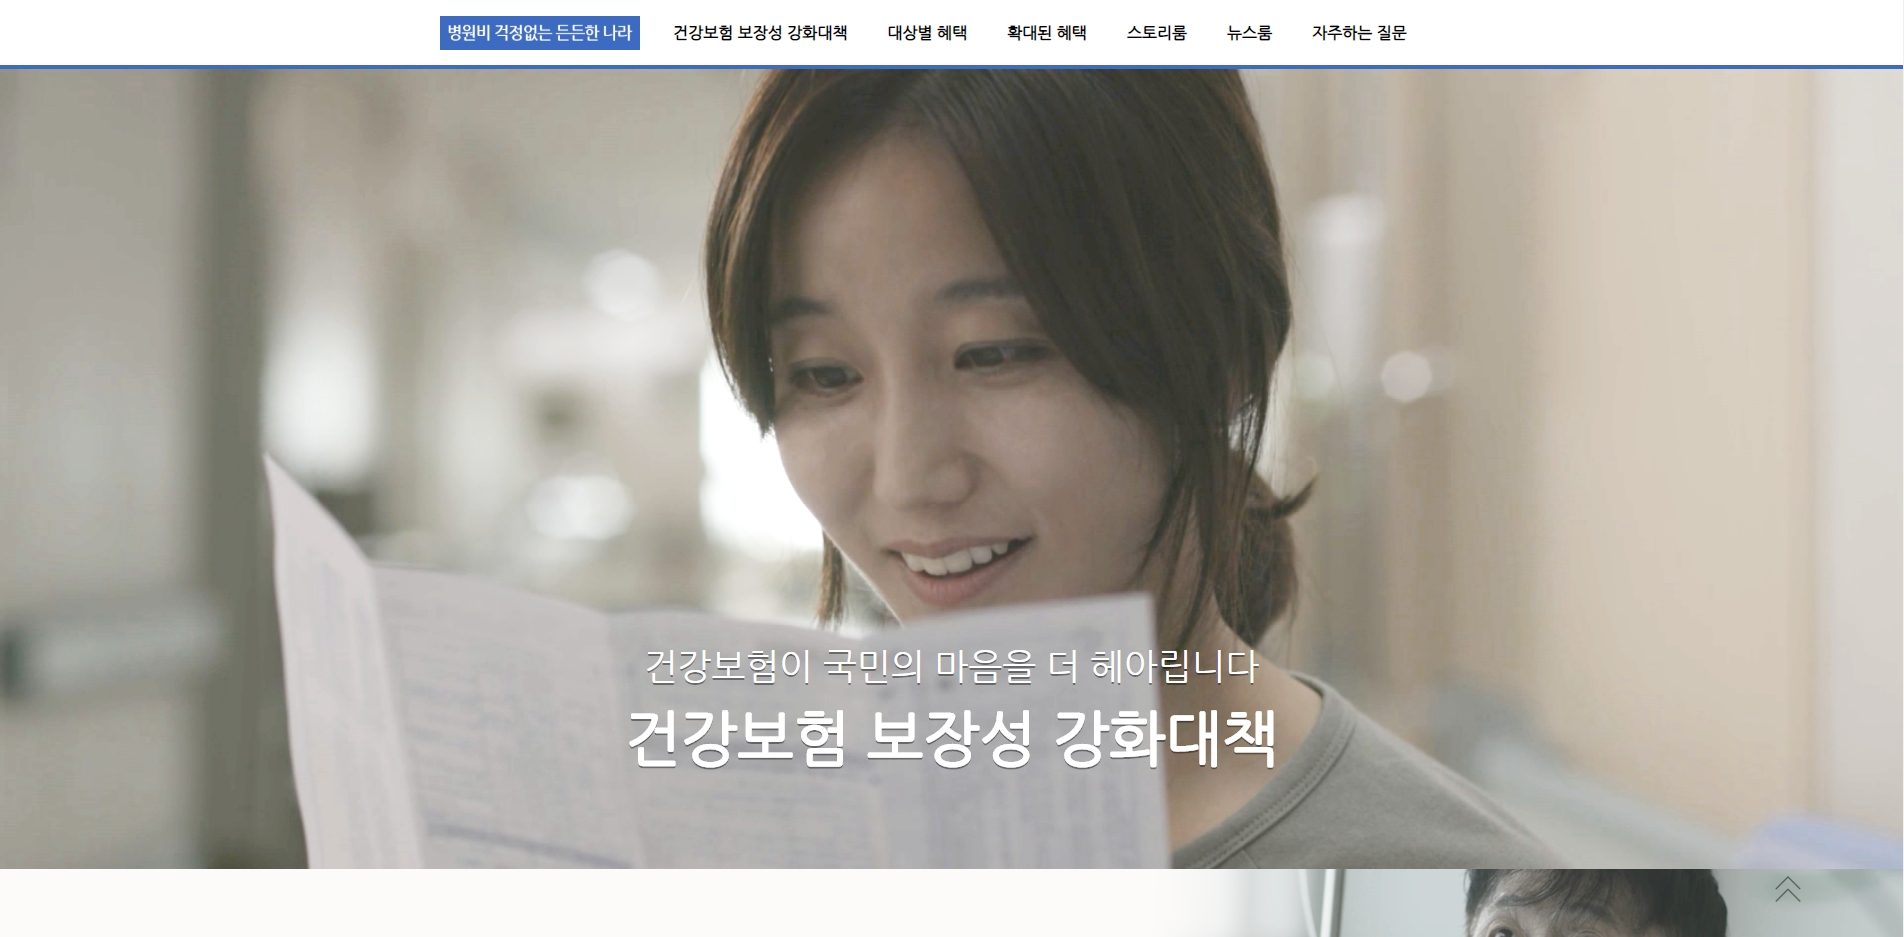 병원비 걱정없는 든든한 나라 건강보험 보장성 강화대책 대상별 혜택 확대된 혜택 스토리룸 뉴스룸 자주하는 질문
건강보험이 국민의 마음을 더 헤아립니다
건강보험 보장성 강화대책